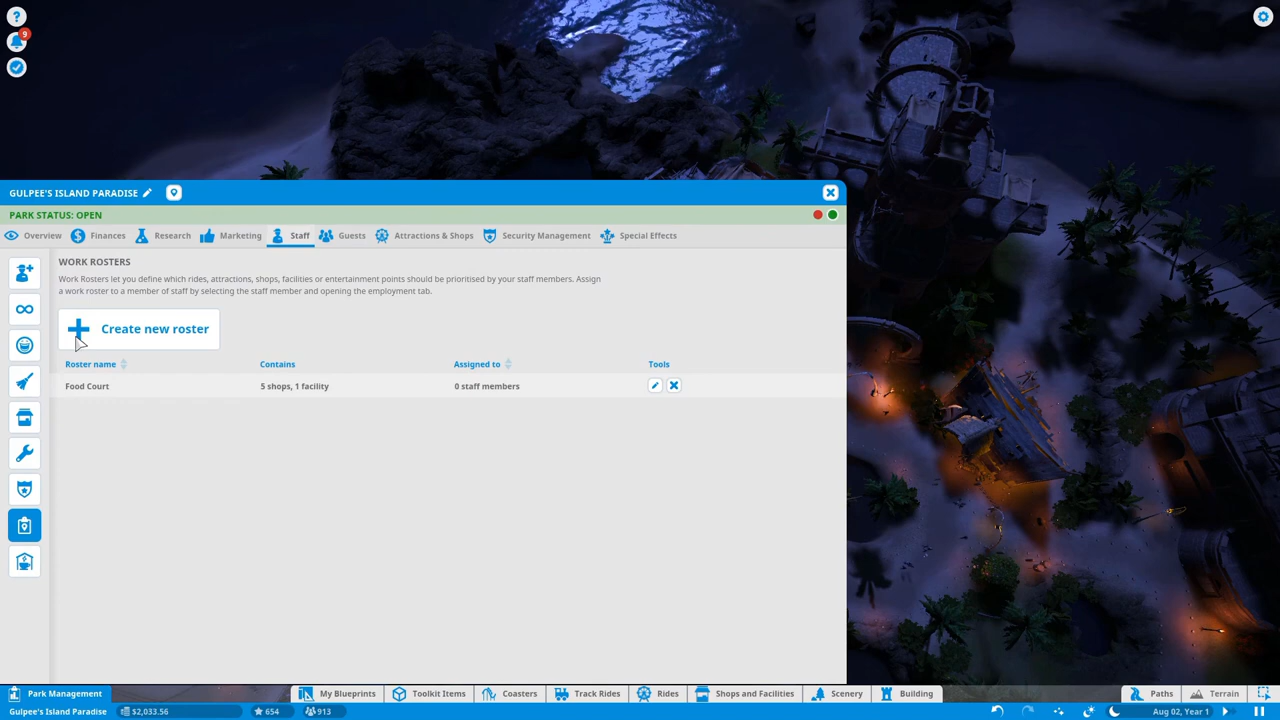 ?
9
GULPEE'S ISLAND PARADISE
PARK STATUS: OPEN
Overview Finances Research Marketing Staff Guests Attractions & Shops Security Management Special Effects
WORK ROSTERS
Work Rosters let you define which rides, attractions, shops, facilities or entertainment points should be prioritised by your staff members. Assign
a work roster to a member of staff by selecting the staff member and opening the employment tab.
Create new roster
Roster name Contains Assigned to Tools
Food Court 5 shops, 1 facility 0 staff members
Park Management My Blueprints Toolkit Items Coasters Track Rides Rides Shops and Facilities Scenery Building Paths Terrain
Gulpee's Island Paradise $2,033.56 654 913 Aug 02, Year 1